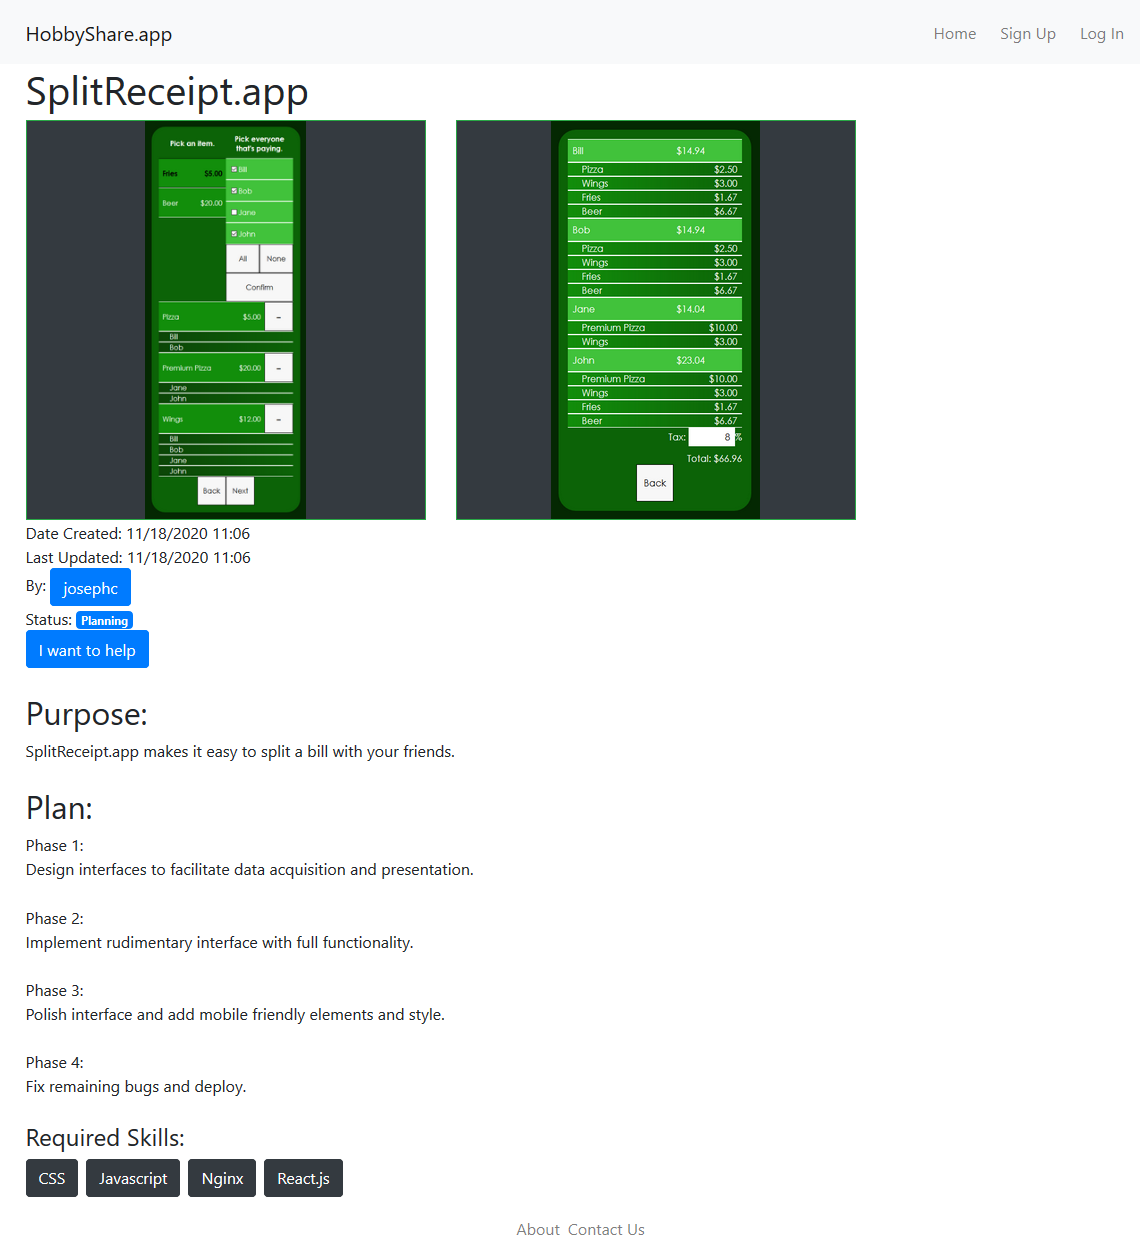 HobbyShare.app Home Sign Up Log In
SplitReceipt.app
Pick an item. Pick everyone that's paying.
Fries $5.00
Beer $20.00
Bill
Bob
Jane
John
All None
Confirm
Pizza $5.00 -
Bill
Bob
Premium Pizza $20.00 -
Jane
John
Wings $12.00 -
Bill
Bob
Jane
John
Back Next
Bill $14.94
Pizza $2.50
Wings $3.00
Fries $1.67
Beer $6.67
Bob $14.94
Pizza $2.50
Wings $3.00
Fries $1.67
Beer $6.67
Jane $14.04
Premium Pizza $10.00
Wings $3.00
John $23.04
Premium Pizza $10.00
Wings $3.00
Fries $1.67
Beer $6.67
Tax: 8 %
Total: $66.96
Back
Date Created: 11/18/2020 11:06
Last Updated: 11/18/2020 11:06
By: josephc
Status: Planning
I want to help
Purpose:
SplitReceipt.app makes it easy to split a bill with your friends.
Plan:
Phase 1:
Design interfaces to facilitate data acquisition and presentation.
Phase 2:
Implement rudimentary interface with full functionality.
Phase 3:
Polish interface and add mobile friendly elements and style.
Phase 4:
Fix remaining bugs and deploy.
Required Skills:
CSS Javascript Nginx React.js
About Contact Us